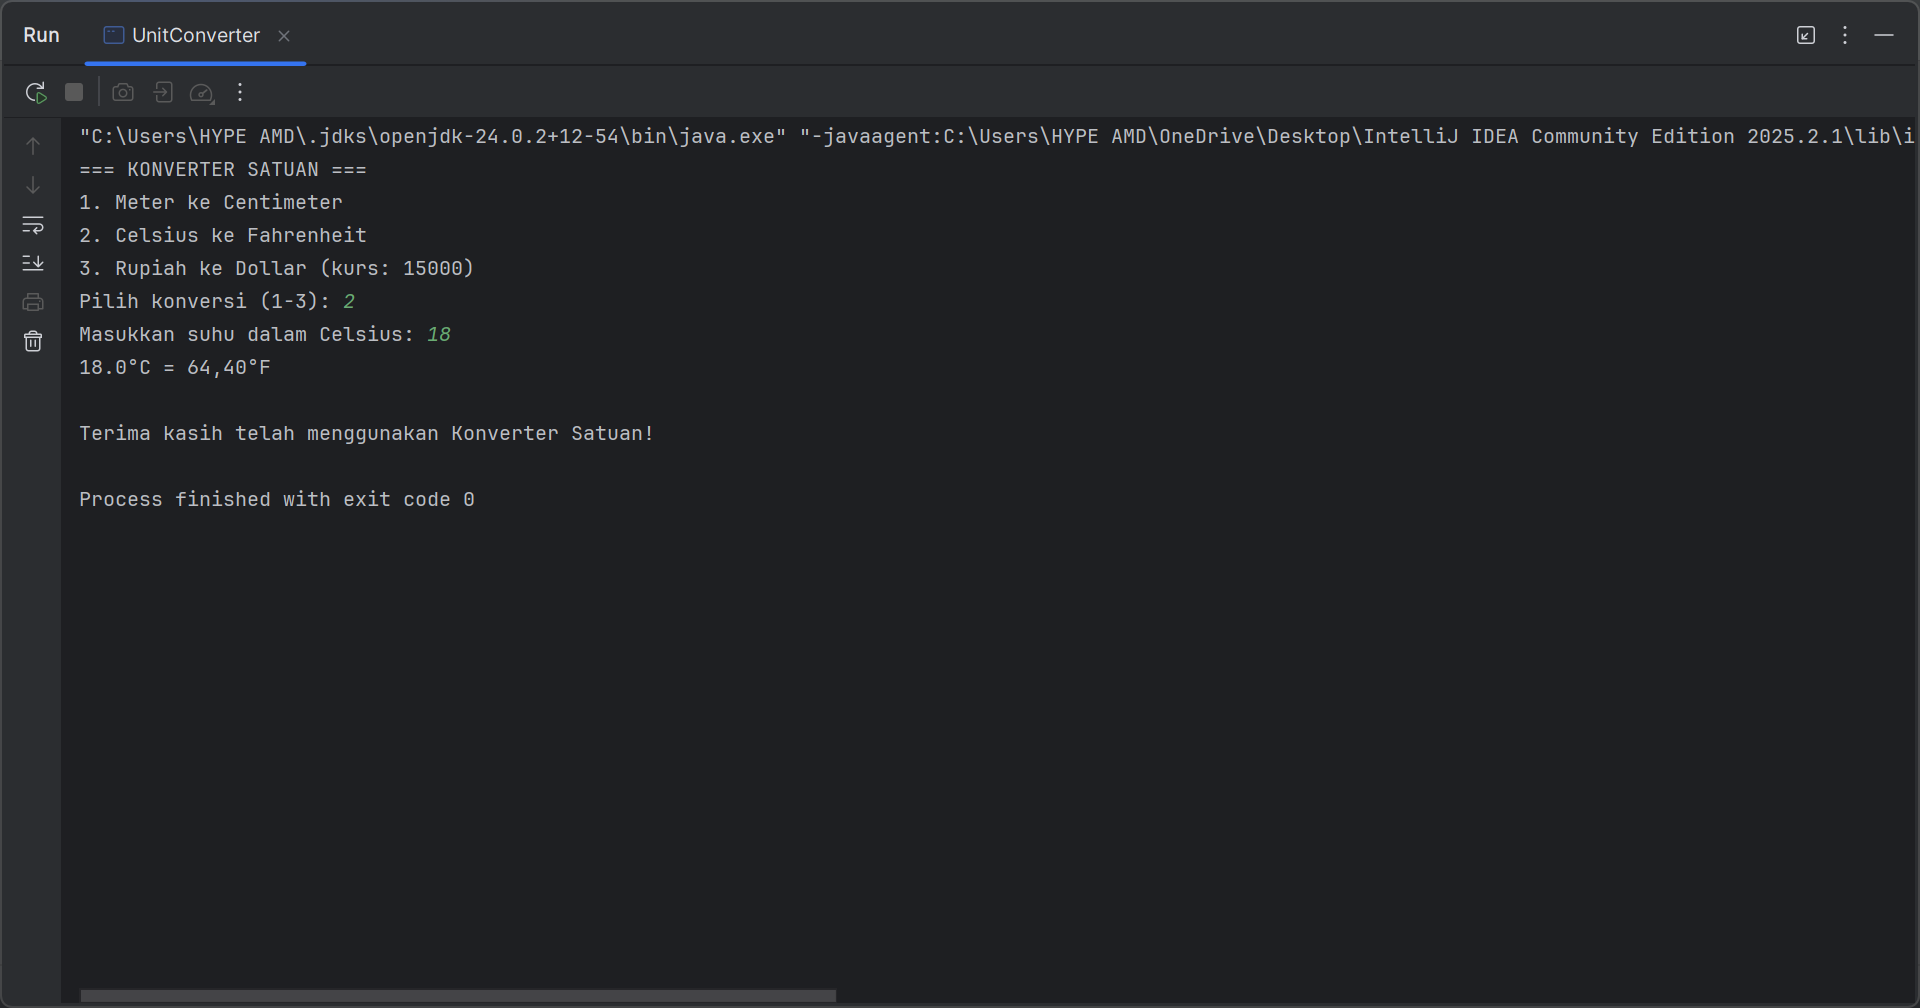 Run UnitConverter
"C:\Users\HYPE AMD\.jdks\openjdk-24.0.2+12-54\bin\java.exe" "-javaagent:C:\Users\HYPE AMD\OneDrive\Desktop\IntelliJ IDEA Community Edition 2025.2.1\lib\i
=== KONVERTER SATUAN ===
1. Meter ke Centimeter
2. Celsius ke Fahrenheit
3. Rupiah ke Dollar (kurs: 15000)
Pilih konversi (1-3): 2
Masukkan suhu dalam Celsius: 18
18.0°C = 64,40°F
Terima kasih telah menggunakan Konverter Satuan!
Process finished with exit code 0